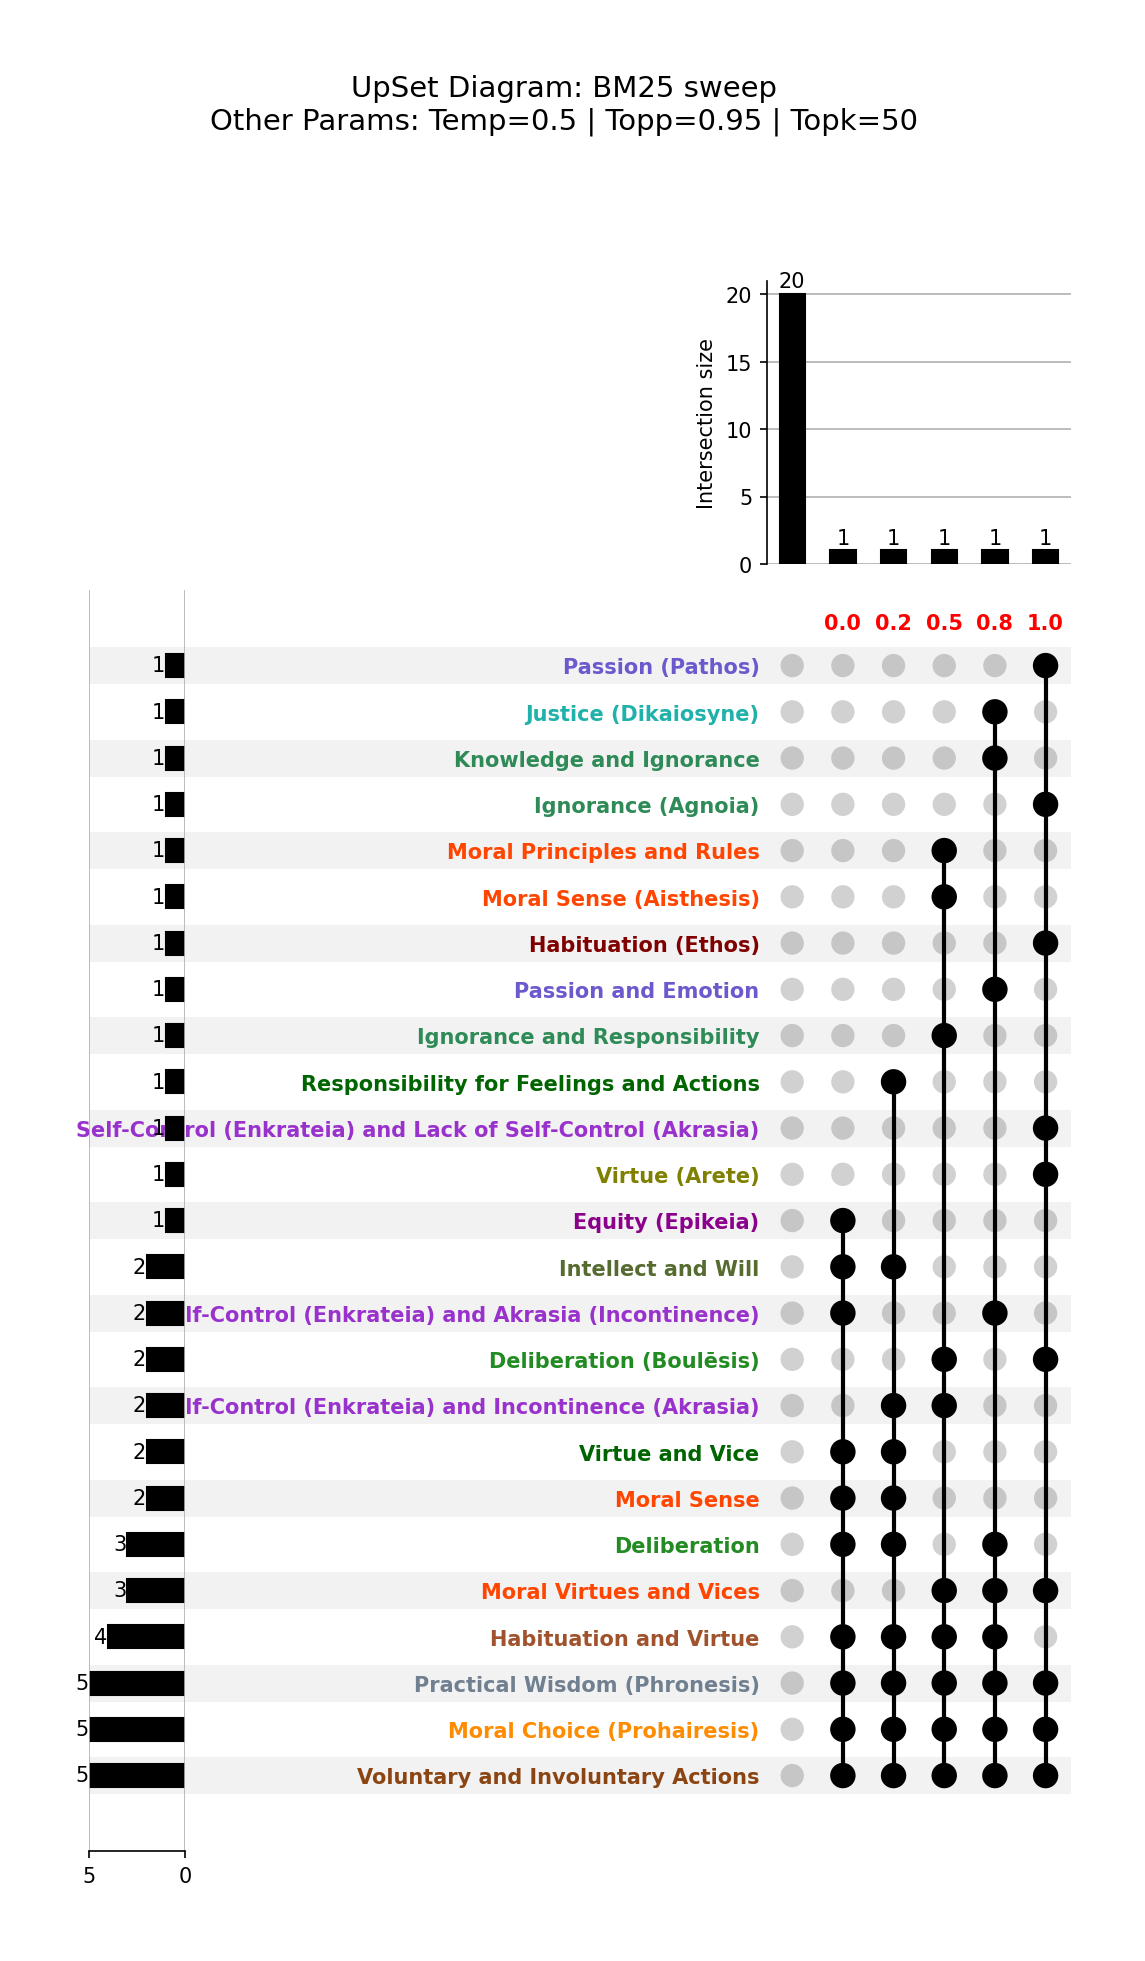 UpSet Diagram: BM25 sweep
Other Params: Temp=0.5 | Topp=0.95 | Topk=50
20
20
15
10
5
0
Intersection size
1 1 1 1 1
0.0 0.2 0.5 0.8 1.0
1 Passion (Pathos)
1 Justice (Dikaiosyne)
1 Knowledge and Ignorance
1 Ignorance (Agnoia)
1 Moral Principles and Rules
1 Moral Sense (Aisthesis)
1 Habituation (Ethos)
1 Passion and Emotion
1 Ignorance and Responsibility
1 Responsibility for Feelings and Actions
1 Self-Control (Enkrateia) and Lack of Self-Control (Akrasia)
1 Virtue (Arete)
1 Equity (Epikeia)
2 Intellect and Will
2 lf-Control (Enkrateia) and Akrasia (Incontinence)
2 Deliberation (Boulēsis)
2 lf-Control (Enkrateia) and Incontinence (Akrasia)
2 Virtue and Vice
2 Moral Sense
3 Deliberation
3 Moral Virtues and Vices
4 Habituation and Virtue
5 Practical Wisdom (Phronesis)
5 Moral Choice (Prohairesis)
5 Voluntary and Involuntary Actions
5 0